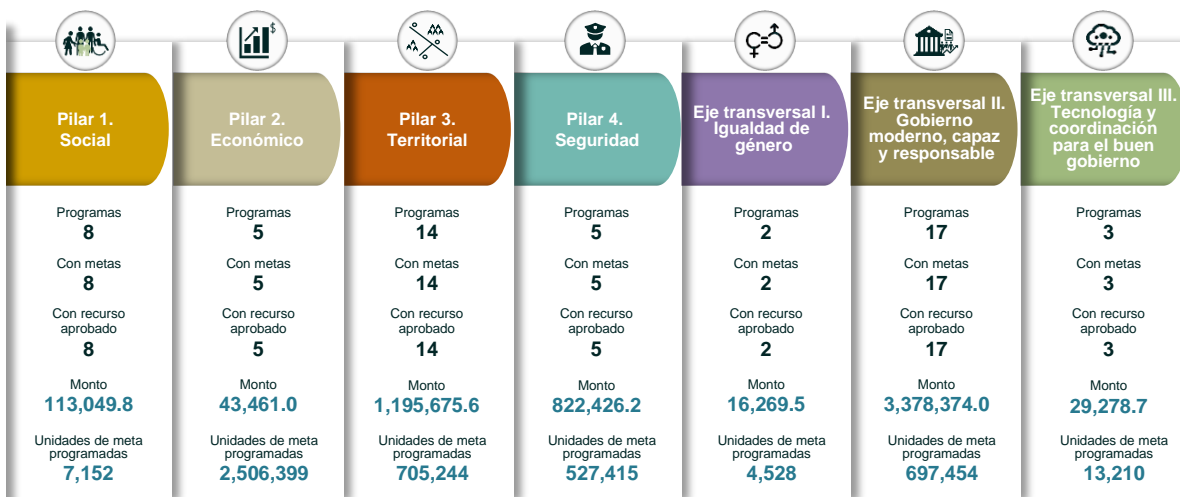 $
Pilar 1.
Social
Programas
8
Con metas
8
Con recurso
aprobado
8
Monto
113,049.8
Unidades de meta
programadas
7,152
Pilar 2.
Económico
Programas
5
Con metas
5
Con recurso
aprobado
5
Monto
43,461.0
Unidades de meta
programadas
2,506,399
Pilar 3.
Territorial
Programas
14
Con metas
14
Con recurso
aprobado
14
Monto
1,195,675.6
Unidades de meta
programadas
705,244
Pilar 4.
Seguridad
Programas
5
Con metas
5
Con recurso
aprobado
5
Monto
822,426.2
Unidades de meta
programadas
527,415
Eje transversal I.
Igualdad de
género
Programas
2
Con metas
2
Con recurso
aprobado
2
Monto
16,269.5
Unidades de meta
programadas
4,528
Eje transversal II.
Gobierno
moderno, capaz
y responsable
Programas
17
Con metas
17
Con recurso
aprobado
17
Monto
3,378,374.0
Unidades de meta
programadas
697,454
Eje transversal III.
Tecnología y
coordinación
para el buen
gobierno
Programas
3
Con metas
3
Con recurso
aprobado
3
Monto
29,278.7
Unidades de meta
programadas
13,210